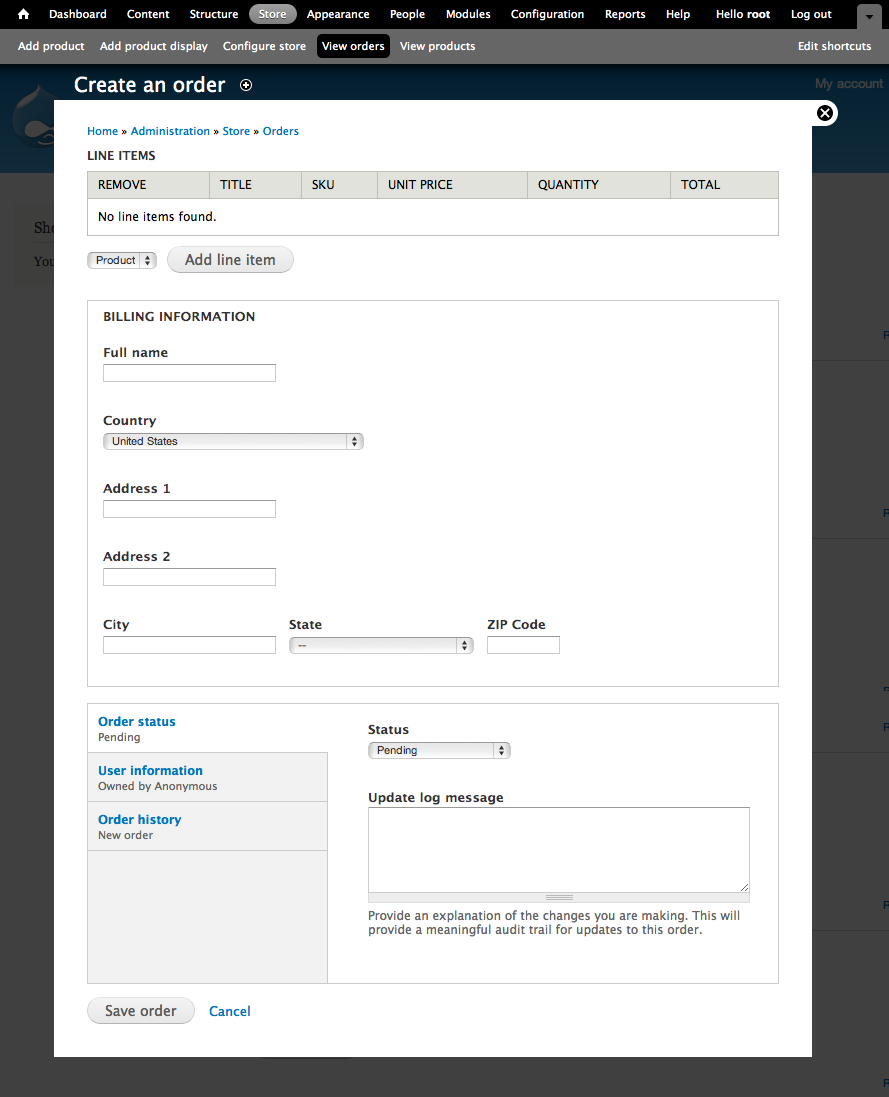 Dashboard Content Structure Store Appearance People Modules Configuration Reports Help Hello root Log out
Add product Add product display Configure store View orders View products Edit shortcuts
Create an order
My account
Home » Administration » Store » Orders
LINE ITEMS
REMOVE TITLE SKU UNIT PRICE QUANTITY TOTAL
No line items found.
Product Add line item
BILLING INFORMATION
Full name
Country
United States
Address 1
Address 2
City State ZIP Code
--
Order status
Pending
User information
Owned by Anonymous
Order history
New order
Status
Pending
Update log message
Provide an explanation of the changes you are making. This will
provide a meaningful audit trail for updates to this order.
Save order Cancel